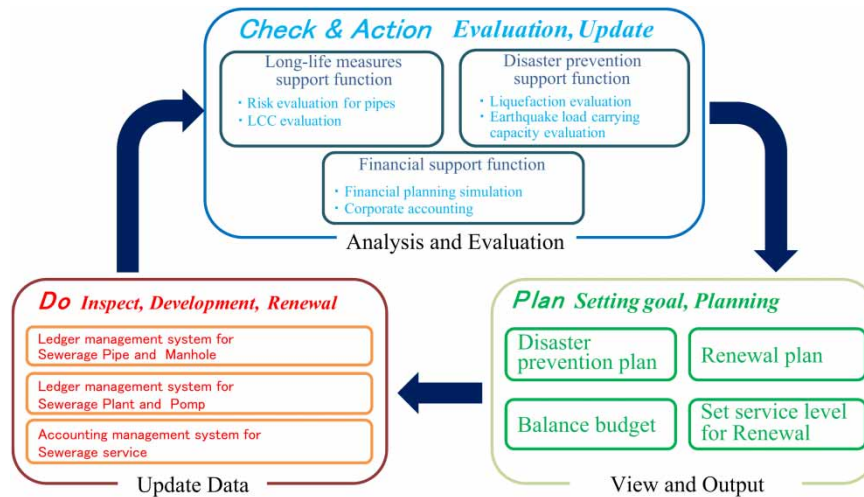 Check & Action Evaluation, Update
Long-life measures
support function
・Risk evaluation for pipes
・LCC evaluation
Disaster prevention
support function
・Liquefaction evaluation
・Earthquake load carrying
capacity evaluation
Financial support function
・Financial planning simulation
・Corporate accounting
Analysis and Evaluation
Do Inspect, Development, Renewal
Ledger management system for
Sewerage Pipe and Manhole
Ledger management system for
Sewerage Plant and Pomp
Accounting management system for
Sewerage service
Update Data
Plan Setting goal, Planning
Disaster
prevention plan
Renewal plan
Balance budget
Set service level
for Renewal
View and Output